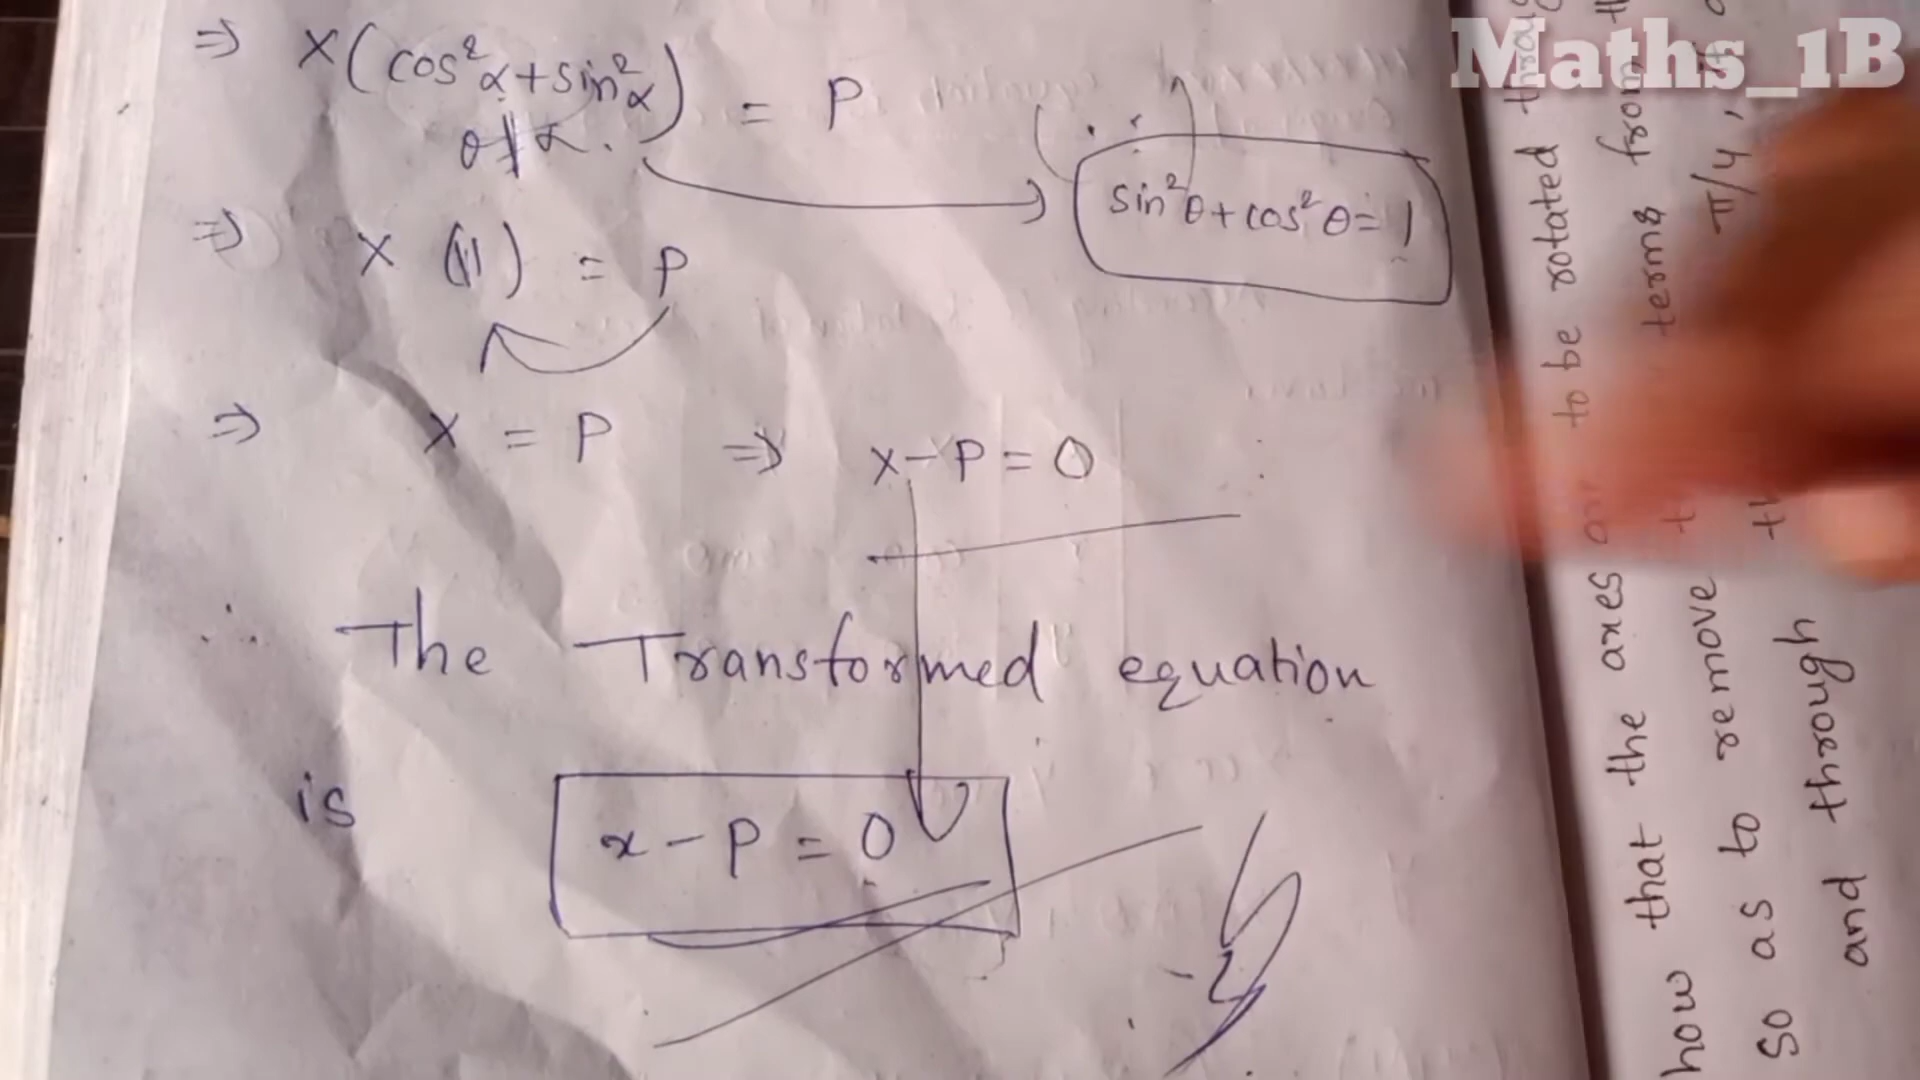 Maths_1B
⇒ x(cos²α+sin²α) = P
θ|α.
sin²θ+cos²θ=1
⇒ x (1) = P
⇒ x = P ⇒ x-P=0
∴ The Transformed equation
is x-P=0
how that the axes to be rotated
so as to remove t terms from
and through π/4,